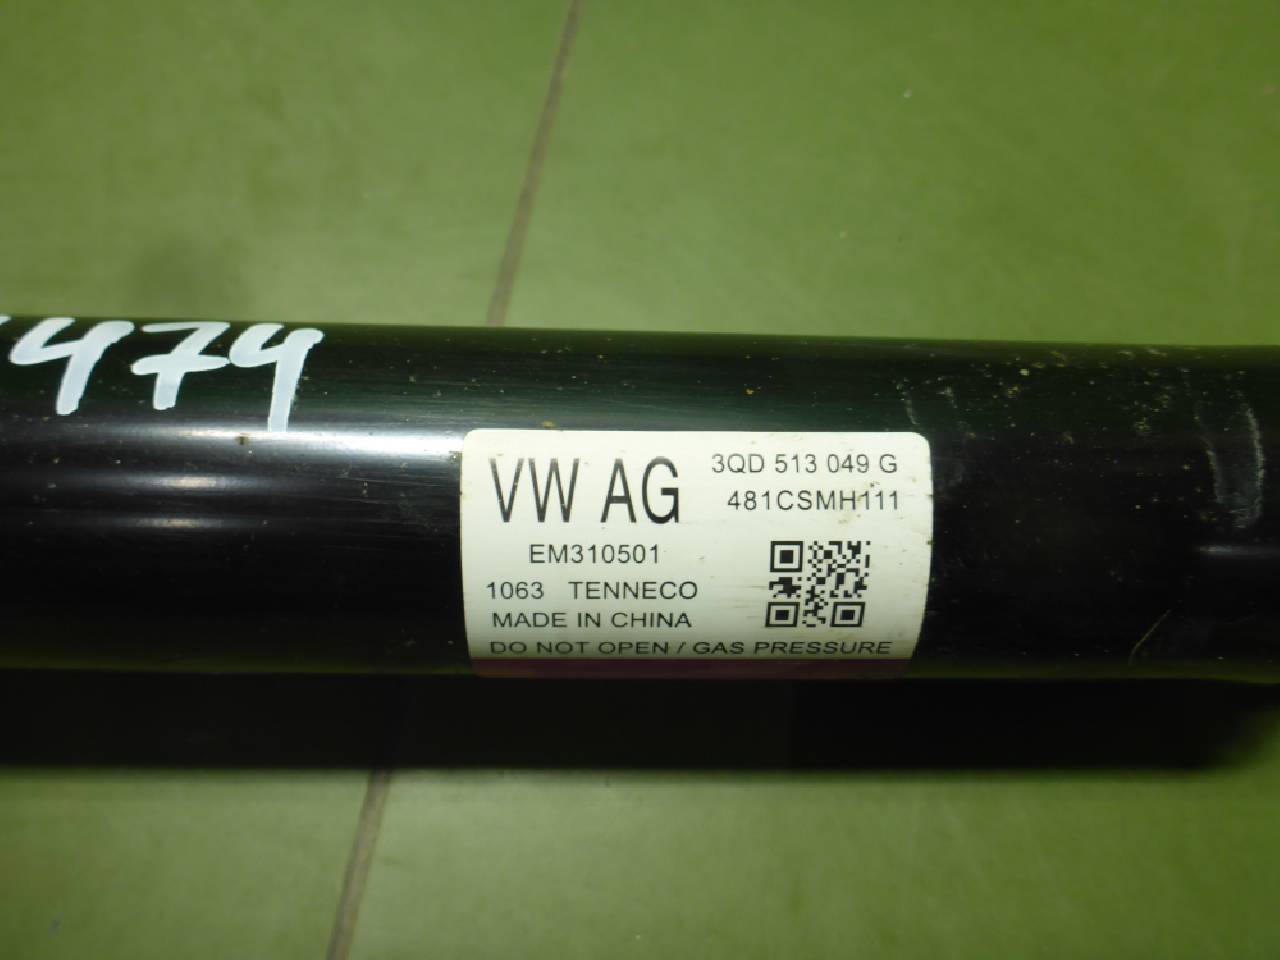 474
VW AG
3QD 513 049 G
481CSMH111
EM310501
1063 TENNECO
MADE IN CHINA
DO NOT OPEN / GAS PRESSURE